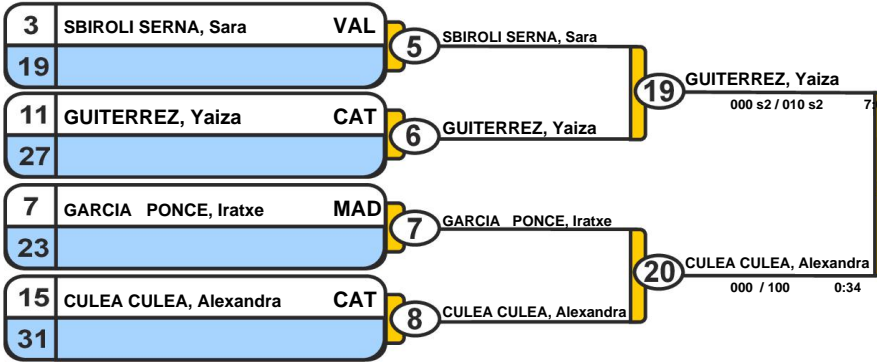 3 SBIROLI SERNA, Sara VAL
19
5
SBIROLI SERNA, Sara
11 GUITERREZ, Yaiza CAT
27
6
GUITERREZ, Yaiza
19
GUITERREZ, Yaiza
000 s2 / 010 s2
7 GARCIA PONCE, Iratxe MAD
23
7
GARCIA PONCE, Iratxe
15 CULEA CULEA, Alexandra CAT
31
8
CULEA CULEA, Alexandra
20
CULEA CULEA, Alexandra
000 / 100 0:34